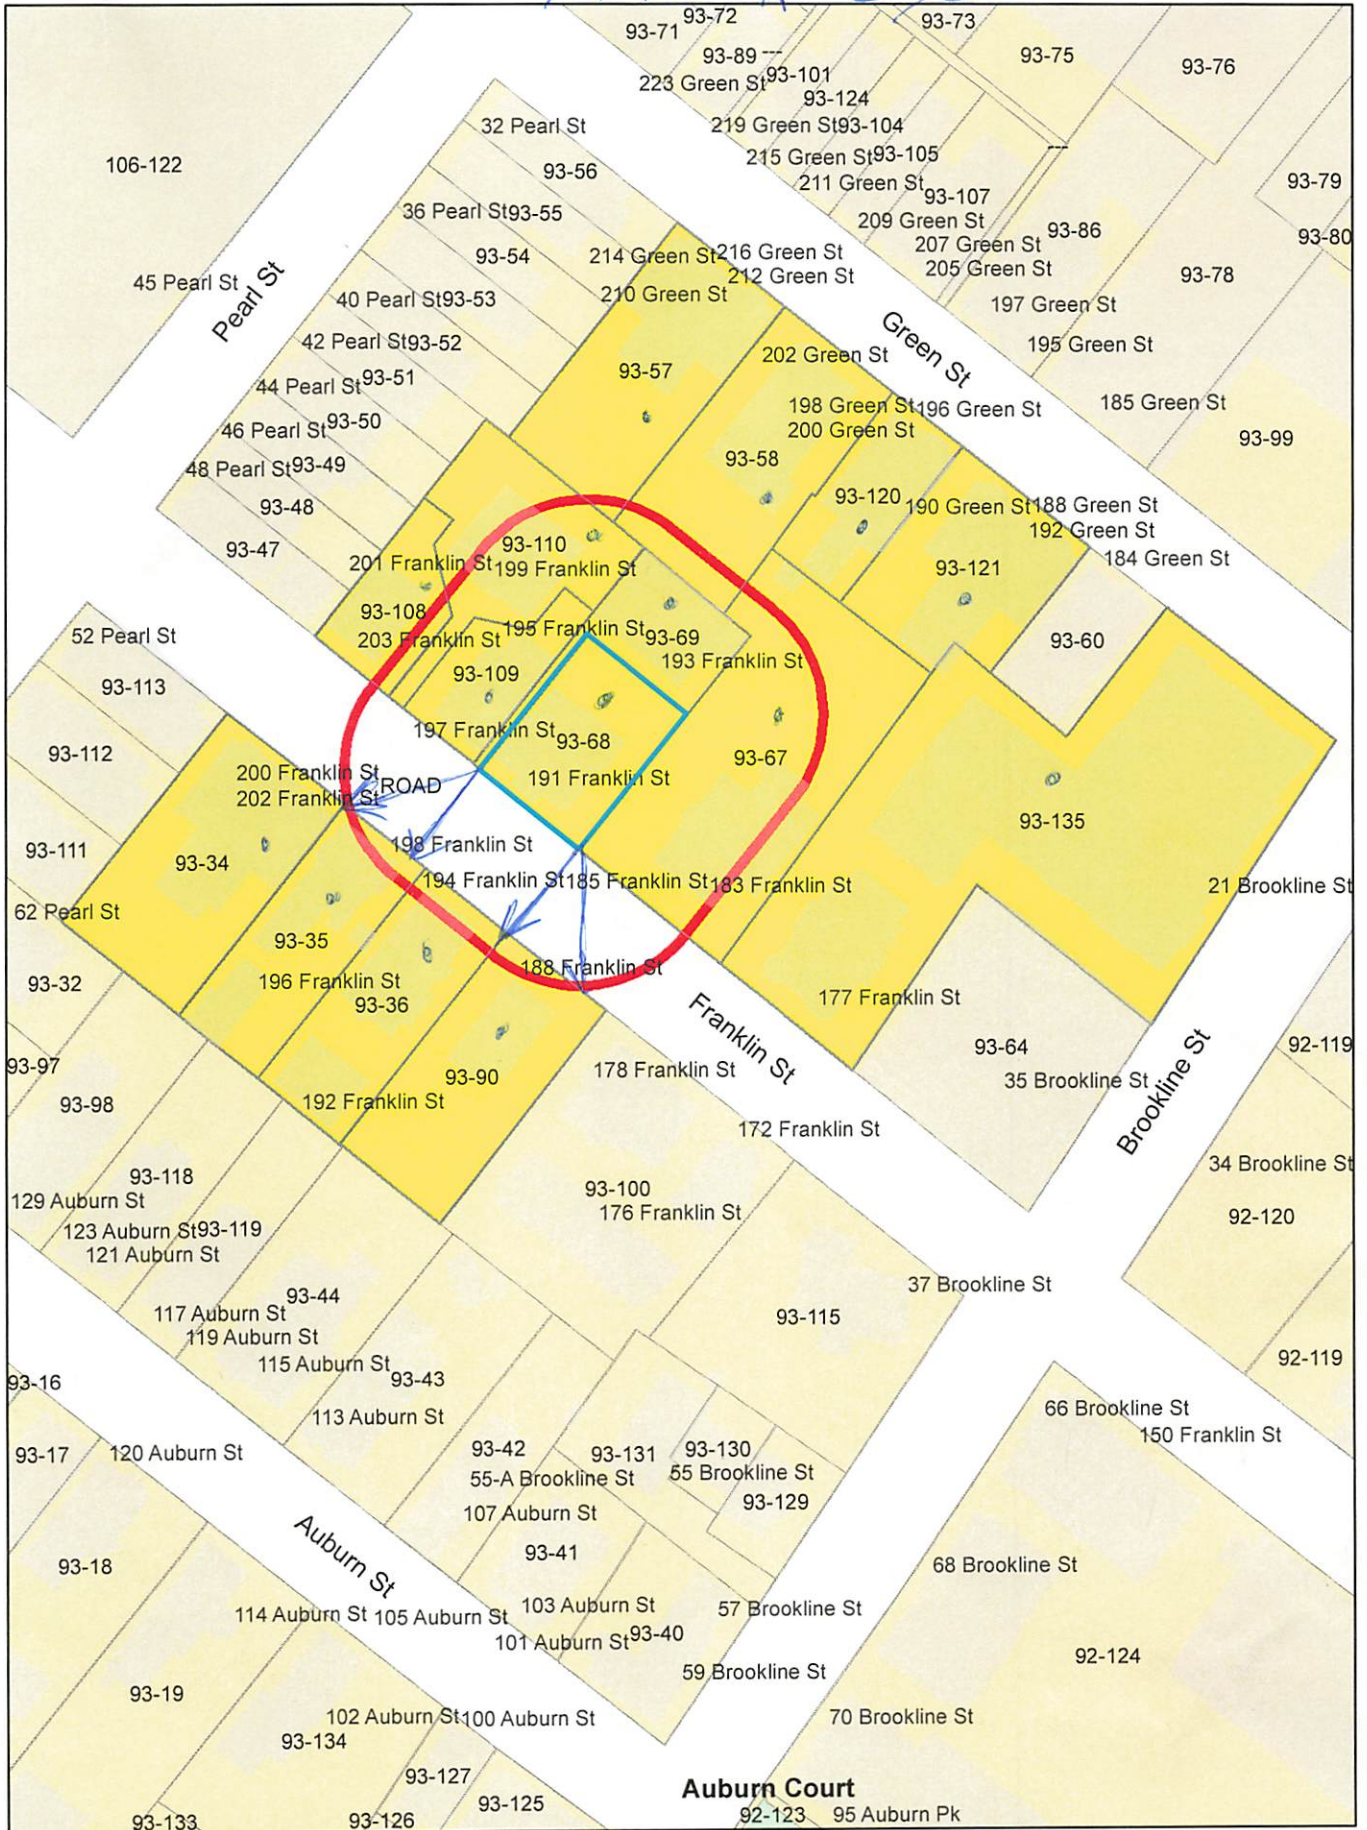 93-72
93-73
93-71
93-89 ---
93-75
93-76
223 Green St 93-101
93-124
219 Green St 93-104
32 Pearl St
215 Green St 93-105
---
106-122
93-56
211 Green St
93-107
93-79
36 Pearl St 93-55
209 Green St
93-86
93-80
207 Green St
93-54
214 Green St 216 Green St
205 Green St
93-78
45 Pearl St
212 Green St
Pearl St
40 Pearl St 93-53
210 Green St
197 Green St
42 Pearl St 93-52
Green St
195 Green St
202 Green St
93-57
44 Pearl St 93-51
198 Green St 196 Green St
185 Green St
46 Pearl St 93-50
200 Green St
93-99
48 Pearl St 93-49
93-58
93-48
93-120
190 Green St 188 Green St
192 Green St
93-47
93-110
201 Franklin St 199 Franklin St
93-121
184 Green St
93-108
195 Franklin St 93-69
52 Pearl St
203 Franklin St
93-60
193 Franklin St
93-113
93-109
197 Franklin St 93-68
93-112
93-67
200 Franklin St
ROAD
191 Franklin St
202 Franklin St
93-135
93-111
93-34
198 Franklin St
194 Franklin St 185 Franklin St 183 Franklin St
21 Brookline St
62 Pearl St
93-35
188 Franklin St
93-32
196 Franklin St
93-36
177 Franklin St
Franklin St
93-64
92-119
93-97
93-90
178 Franklin St
35 Brookline St
Brookline St
93-98
192 Franklin St
172 Franklin St
93-118
34 Brookline St
93-100
129 Auburn St
176 Franklin St
92-120
123 Auburn St 93-119
121 Auburn St
37 Brookline St
93-44
117 Auburn St
93-115
119 Auburn St
115 Auburn St
92-119
93-16
93-43
113 Auburn St
66 Brookline St
150 Franklin St
93-17
120 Auburn St
93-42
93-131
93-130
55-A Brookline St
55 Brookline St
93-129
107 Auburn St
Auburn St
93-41
93-18
68 Brookline St
114 Auburn St 105 Auburn St
103 Auburn St
57 Brookline St
101 Auburn St 93-40
92-124
59 Brookline St
93-19
102 Auburn St 100 Auburn St
70 Brookline St
93-134
93-127
Auburn Court
93-125
93-133
93-126
92-123
95 Auburn Pk